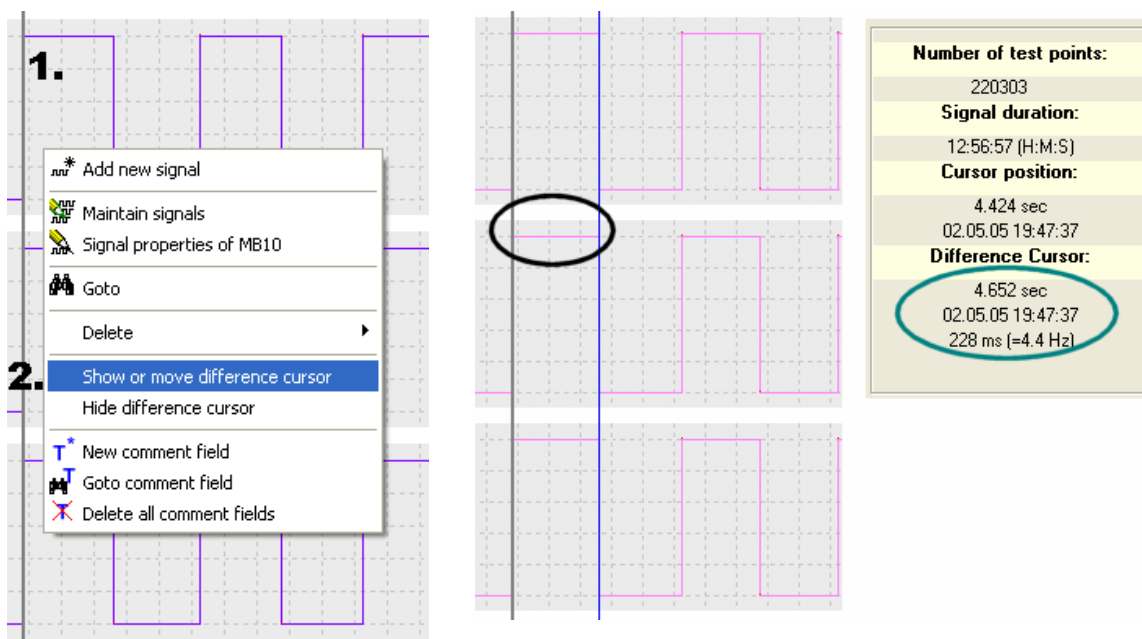 1.
Add new signal
Maintain signals
Signal properties of MB10
Goto
Delete
2.
Show or move difference cursor
Hide difference cursor
New comment field
Goto comment field
Delete all comment fields
Number of test points:
220303
Signal duration:
12:56:57 (H:M:S)
Cursor position:
4.424 sec
02.05.05 19:47:37
Difference Cursor:
4.652 sec
02.05.05 19:47:37
228 ms (=4.4 Hz)